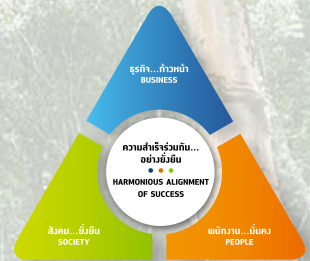 ธุรกิจ...ก้าวหน้า
BUSINESS
ความสำเร็จร่วมกัน...
อย่างยั่งยืน
HARMONIOUS ALIGNMENT
OF SUCCESS
สังคม...ยั่งยืน
SOCIETY
พนักงาน...มั่นคง
PEOPLE